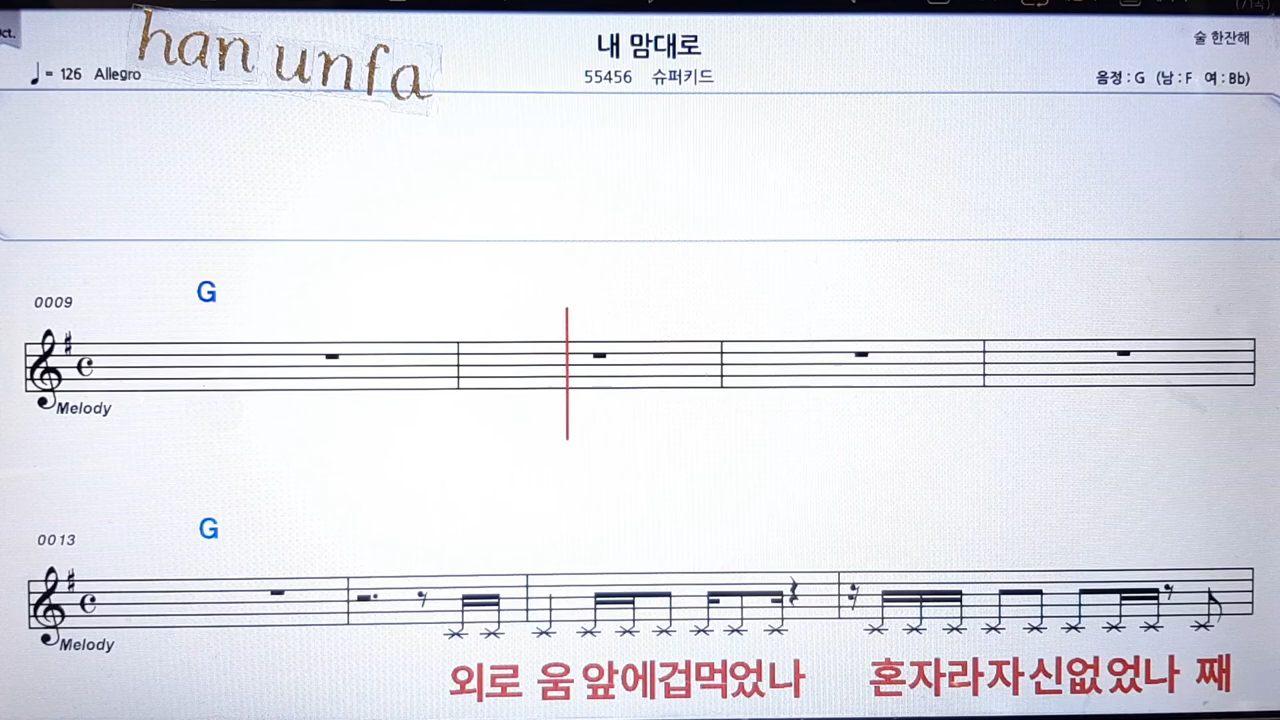 han unfa
내 맘대로
술 한잔해
♩= 126 Allegro
55456 슈퍼키드
음정 : G (남 : F 여 : Bb)
G
0009
Melody
G
0013
Melody
외로 움 앞에겁먹었나 혼자라자신없었나 째